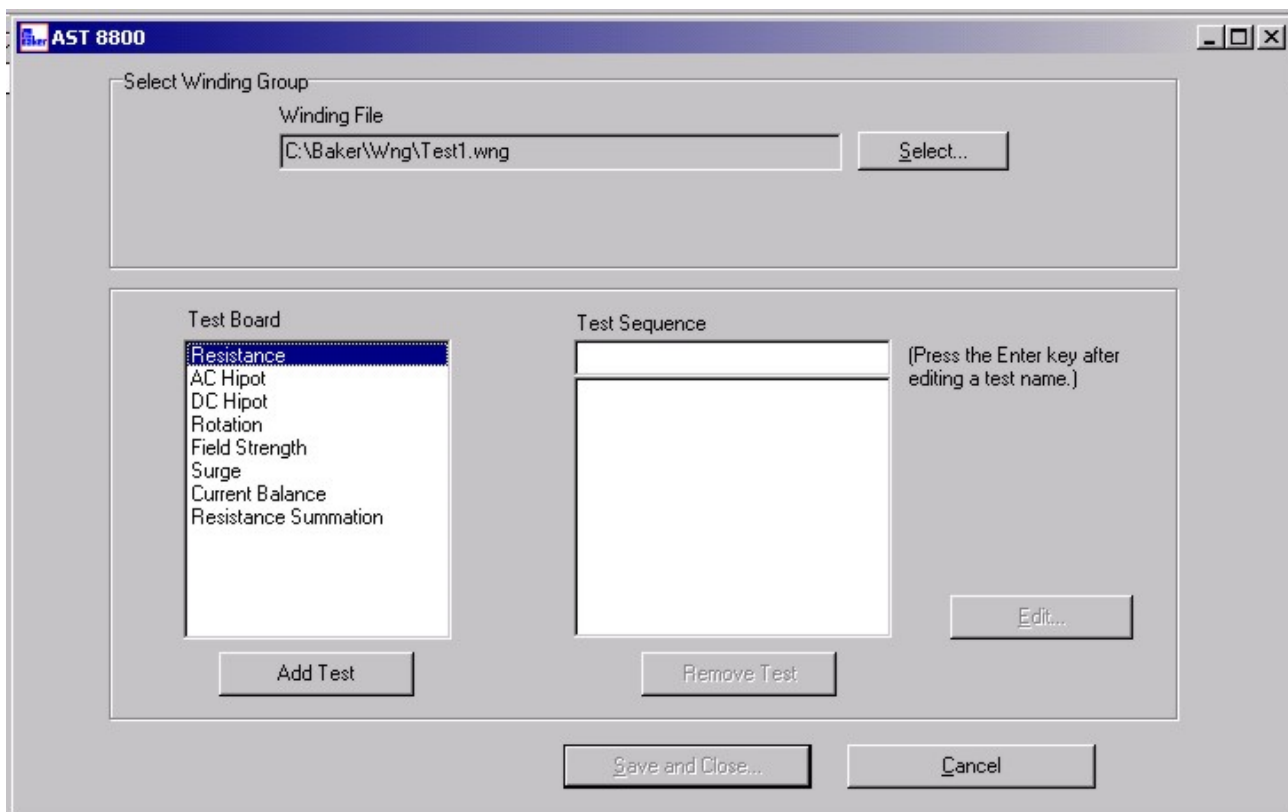 AST 8800
Select Winding Group
Winding File
C:\Baker\Wng\Test1.wng
Select...
Test Board
Test Sequence
Resistance
AC Hipot
DC Hipot
Rotation
Field Strength
Surge
Current Balance
Resistance Summation
(Press the Enter key after
editing a test name.)
Edit...
Add Test
Remove Test
Save and Close...
Cancel